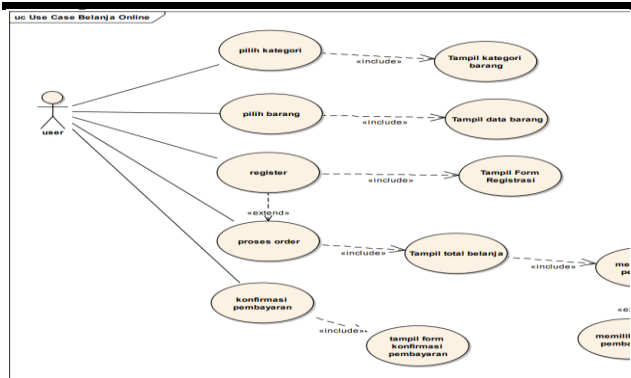 uc Use Case Belanja Online
pilih kategori
«include»
Tampil kategori
barang
user
pilih barang
«include»
Tampil data barang
register
«include»
Tampil Form
Registrasi
«extend»
proses order
«include»
Tampil total belanja
«include»
konfirmasi
pembayaran
«include»
tampil form
konfirmasi
pembayaran